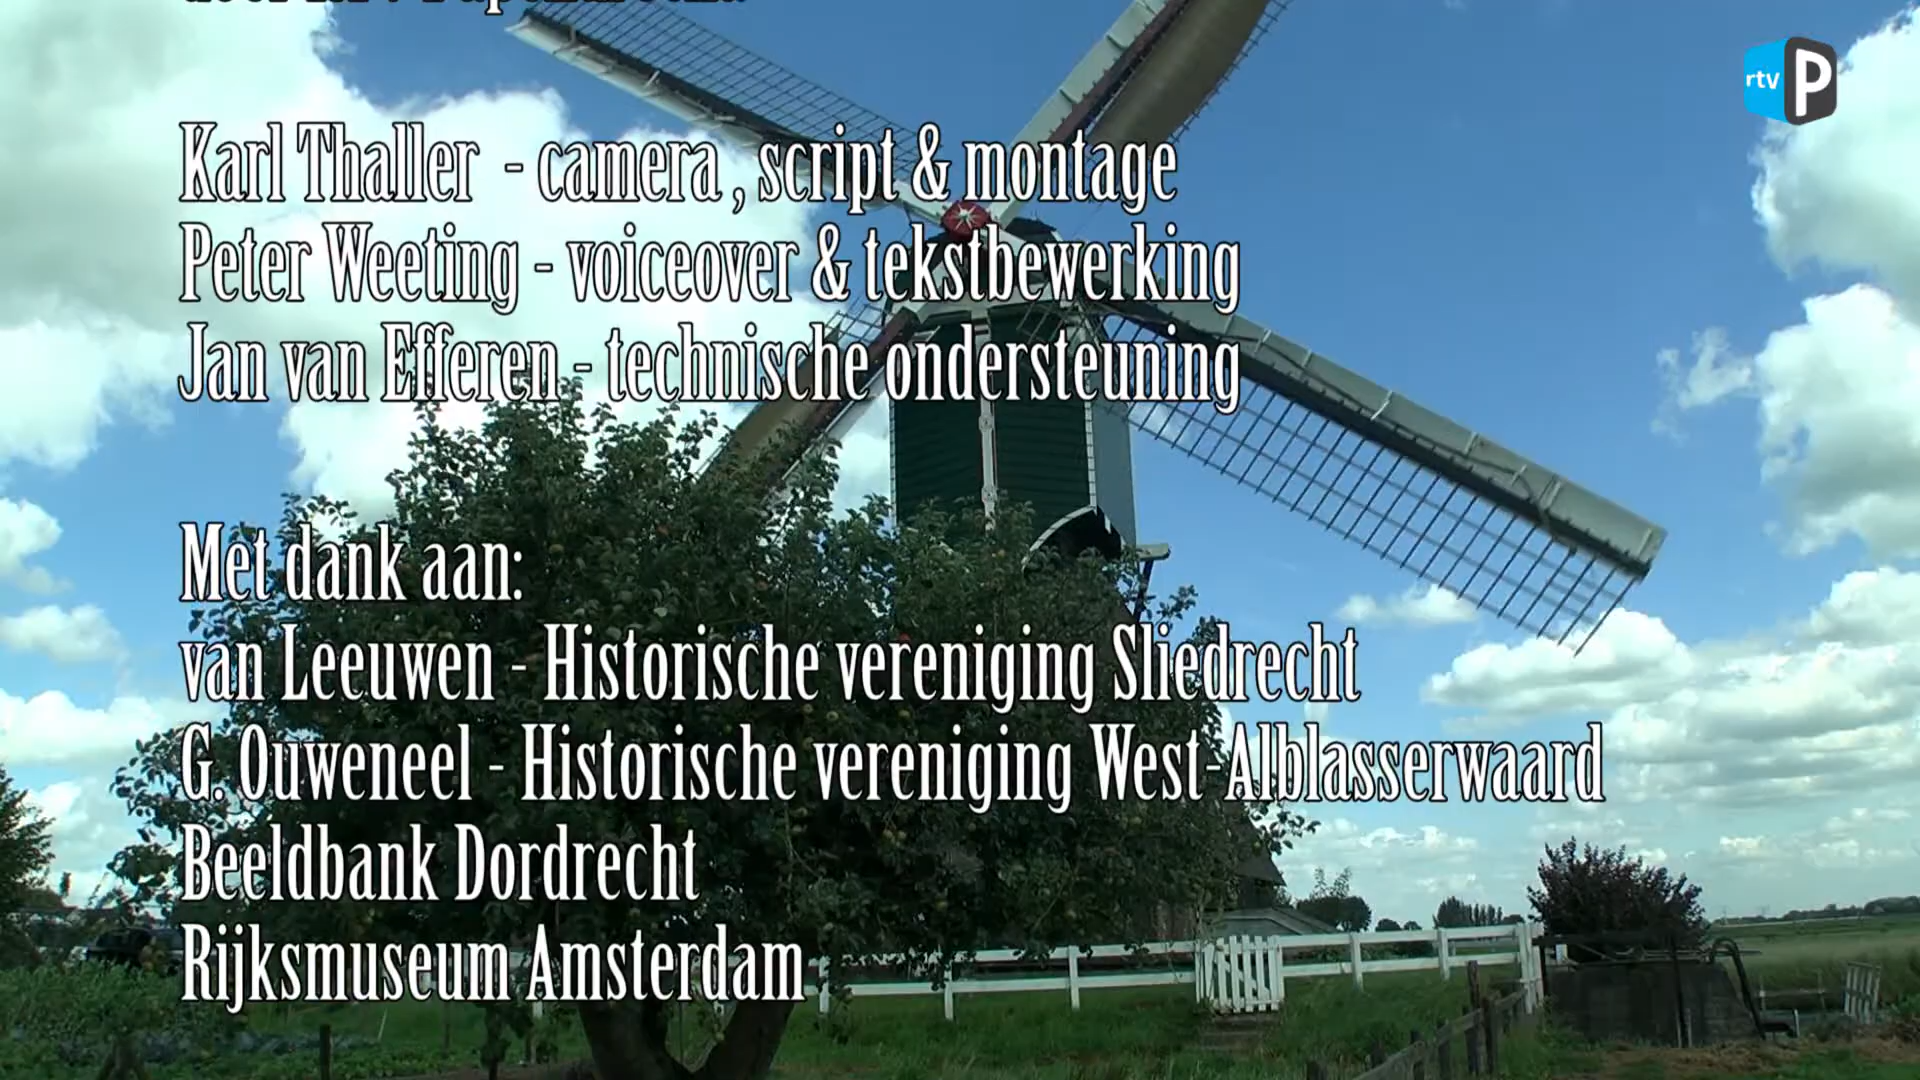 rtv P
Karl Thaller - camera , script & montage
Peter Weeting - voiceover & tekstbewerking
Jan van Efferen - technische ondersteuning
Met dank aan:
van Leeuwen - Historische vereniging Sliedrecht
G. Ouweneel - Historische vereniging West-Alblasserwaard
Beeldbank Dordrecht
Rijksmuseum Amsterdam